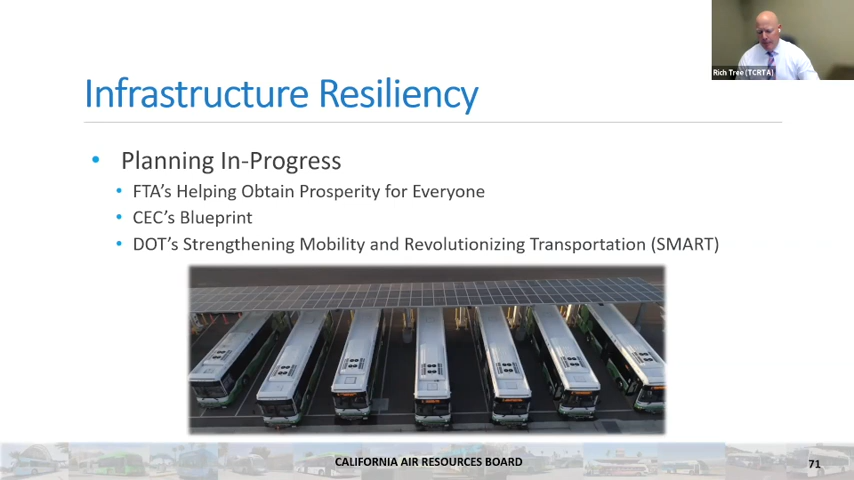 Rich Tree (TCRTA)
Infrastructure Resiliency
• Planning In-Progress
• FTA's Helping Obtain Prosperity for Everyone
• CEC's Blueprint
• DOT's Strengthening Mobility and Revolutionizing Transportation (SMART)
CALIFORNIA AIR RESOURCES BOARD
71